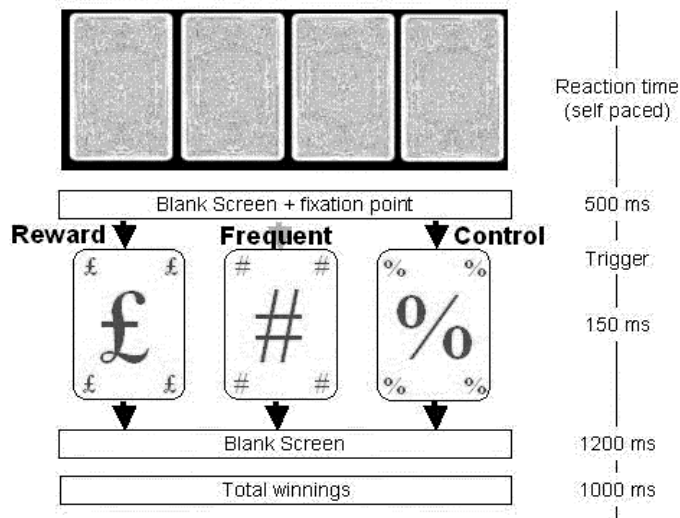 Reaction time
(self paced)
Blank Screen + fixation point
500 ms
Reward
Frequent
Control
Trigger
£ £
# #
% %
£
#
%
150 ms
£ £
# #
% %
Blank Screen
1200 ms
Total winnings
1000 ms